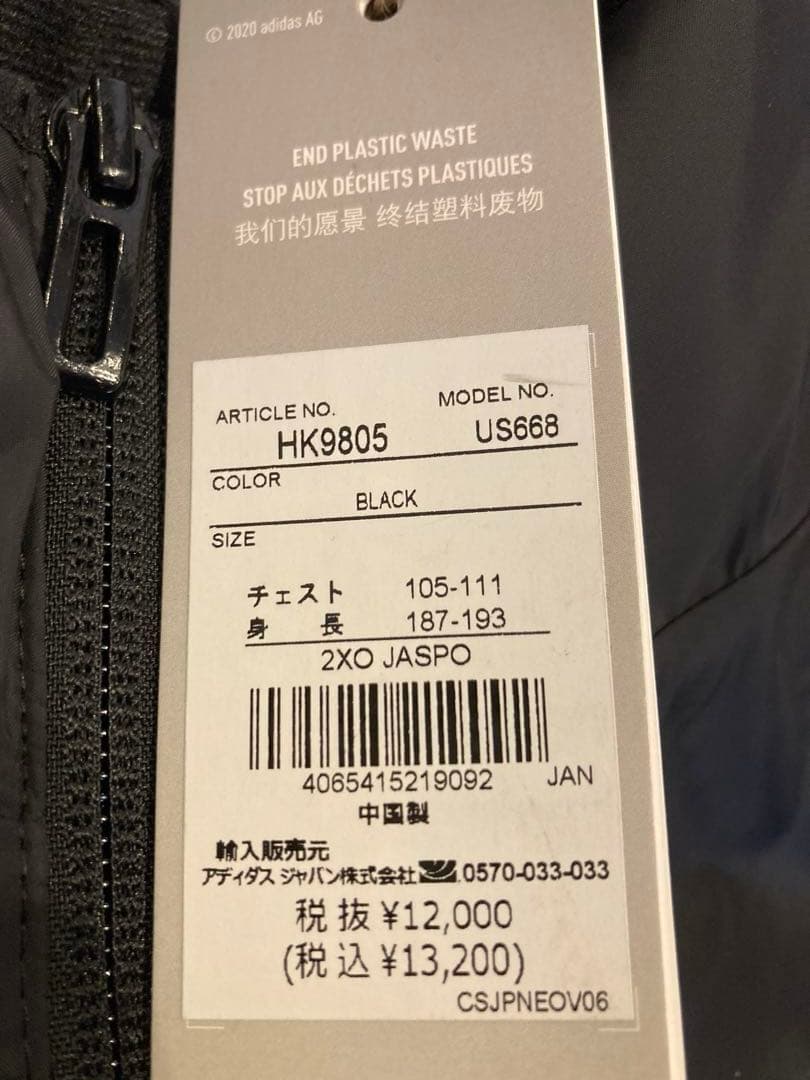 © 2020 adidas AG
END PLASTIC WASTE
STOP AUX DÉCHETS PLASTIQUES
我们的愿景 终结塑料废物
ARTICLE NO. MODEL NO.
HK9805 US668
COLOR
BLACK
SIZE
チェスト 105-111
身 長 187-193
2XO JASPO
4065415219092 JAN
中国製
輸入販売元
アディダス ジャパン株式会社 0570-033-033
税 抜 ¥12,000
(税 込 ¥13,200)
CSJPNEOV06